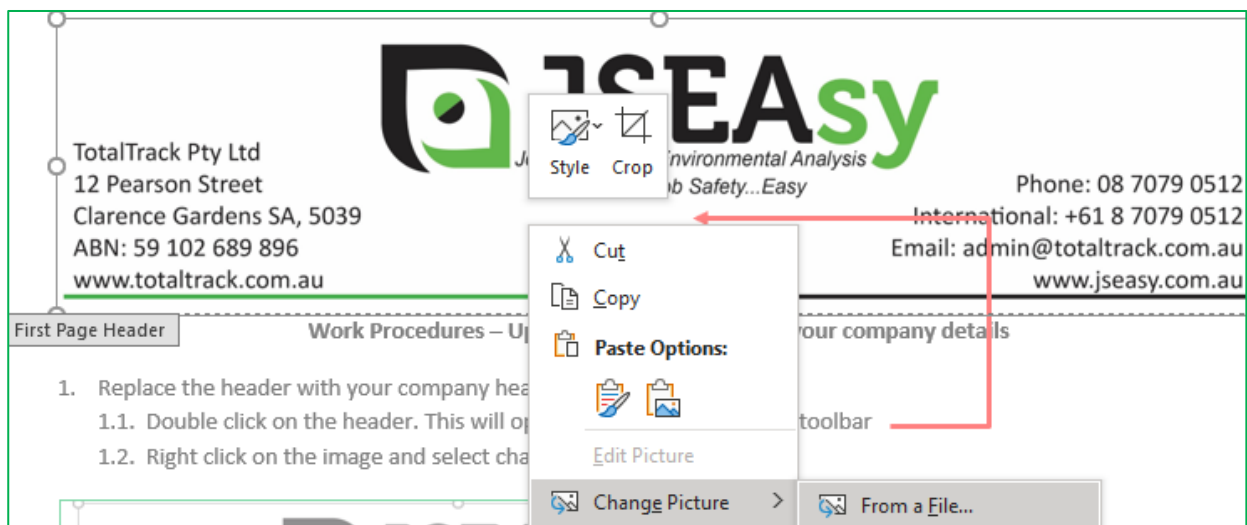 JSEAsy
Style Crop
nvironmental Analysis
Safety...Easy
TotalTrack Pty Ltd
12 Pearson Street
Clarence Gardens SA, 5039
ABN: 59 102 689 896
www.totaltrack.com.au
Phone: 08 7079 0512
International: +61 8 7079 0512
Email: admin@totaltrack.com.au
www.jseasy.com.au
Cut
Copy
Paste Options:
Edit Picture
Change Picture
From a File...
First Page Header
Work Procedures – Up your company details
1. Replace the header with your company hea
1.1. Double click on the header. This will op toolbar
1.2. Right click on the image and select cha